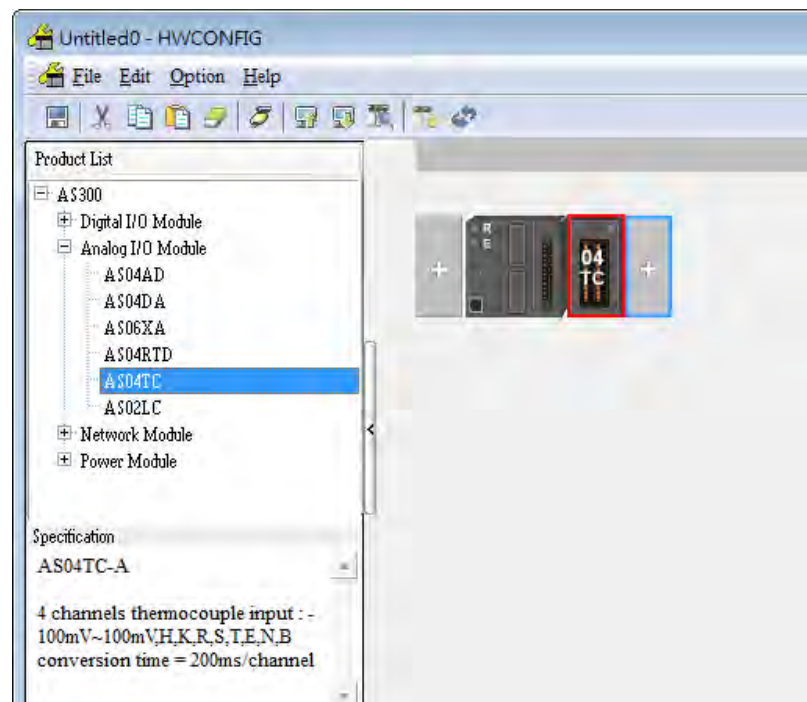 Untitled0 - HWCONFIG
File Edit Option Help
Product List
AS300
Digital I/O Module
Analog I/O Module
AS04AD
AS04DA
AS06XA
AS04RTD
AS04TC
AS02LC
Network Module
Power Module
R
E
04
TC
Specification
AS04TC-A
4 channels thermocouple input : -
100mV~100mV,H,K,R,S,T,E,N,B
conversion time = 200ms/channel